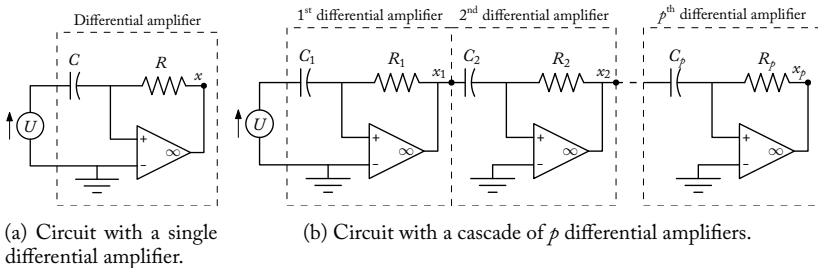 Differential amplifier
C
R
x
U
+
-
∞
1st differential amplifier
2nd differential amplifier
pth differential amplifier
C1
R1
x1
C2
R2
x2
Cp
Rp
xp
U
+
-
∞
+
-
∞
+
-
∞
(a) Circuit with a single
differential amplifier.
(b) Circuit with a cascade of p differential amplifiers.